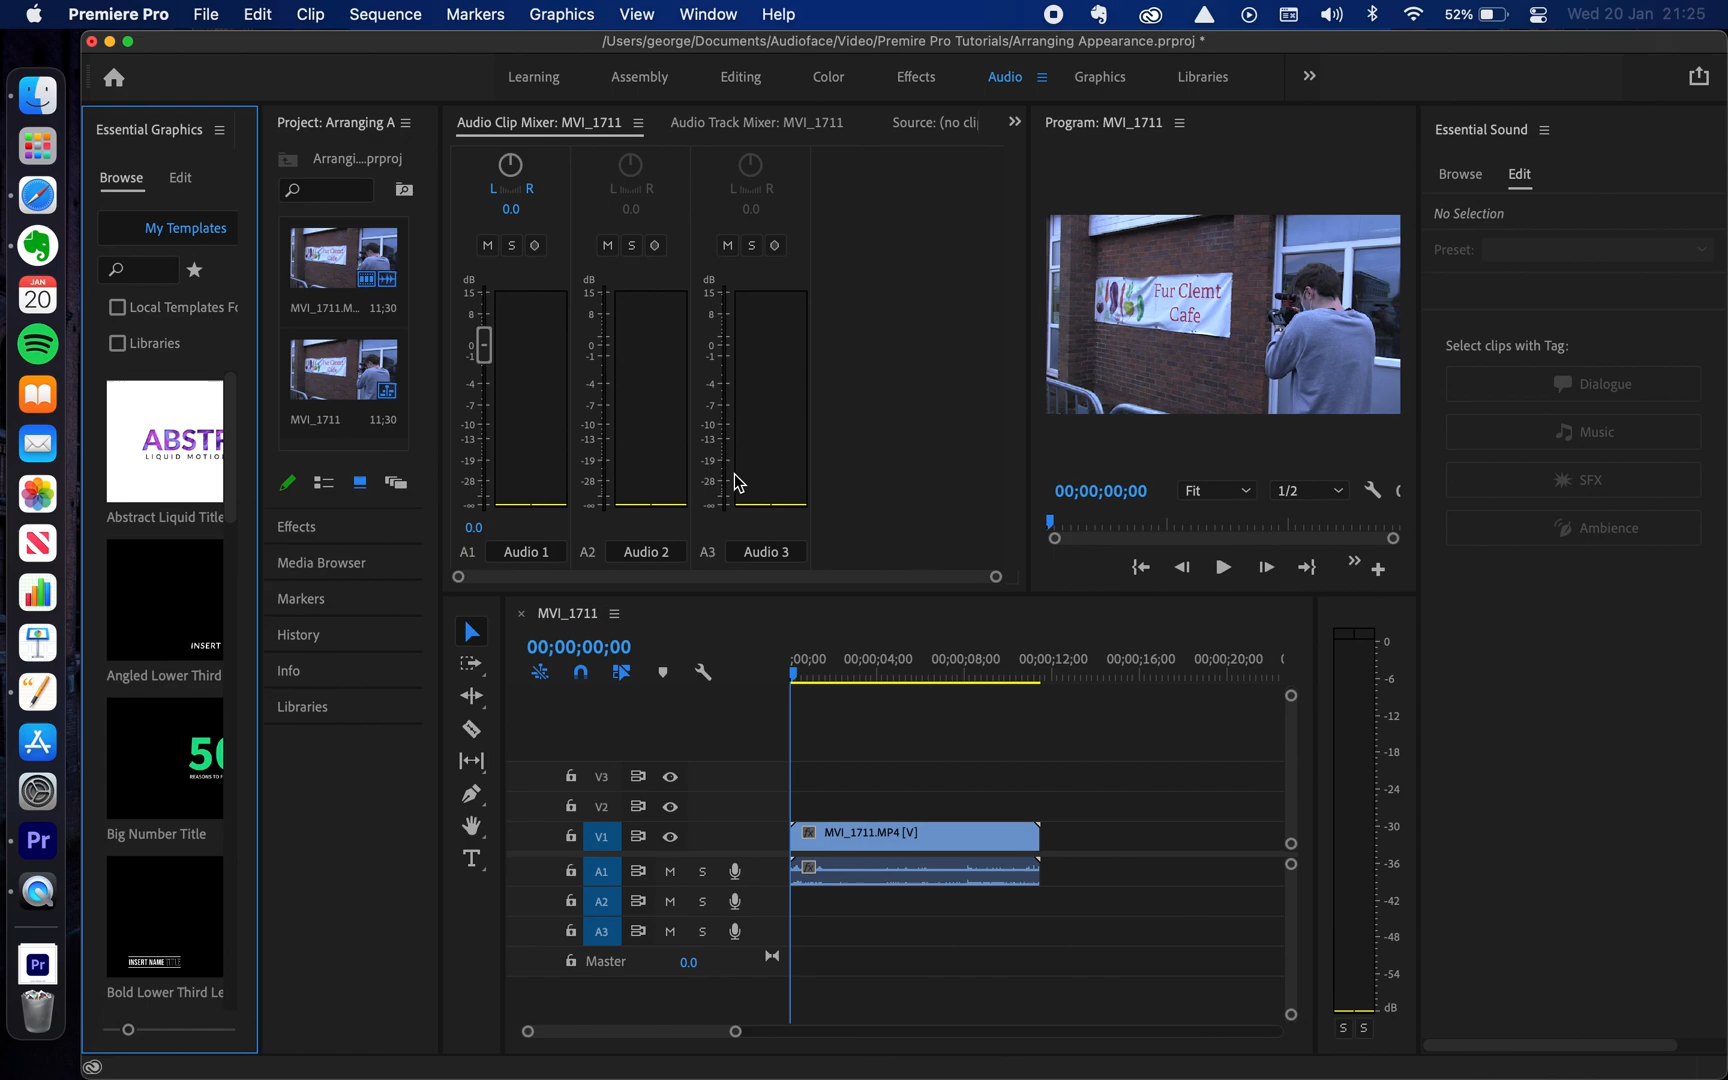 Premiere Pro File Edit Clip Sequence Markers Graphics View Window Help 52% Wed 20 Jan 21:25
/Users/george/Documents/Audioface/Video/Premire Pro Tutorials/Arranging Appearance.prproj *
Learning Assembly Editing Color Effects Audio Graphics Libraries
Essential Graphics
Browse Edit
My Templates
Local Templates Fo
Libraries
ABSTR
LIQUID MOTIO
Abstract Liquid Title
INSERT
Angled Lower Third
50
REASONS TO F
Big Number Title
INSERT NAME TITLE
Bold Lower Third Le
Project: Arranging A
Arrangi....prproj
MVI_1711.M... 11;30
MVI_1711 11;30
Effects
Media Browser
Markers
History
Info
Libraries
Audio Clip Mixer: MVI_1711 Audio Track Mixer: MVI_1711 Source: (no cli
L R L R L R
0.0 0.0 0.0
M S M S M S
dB dB dB
15 15 15
8 8 8
0 0 0
-1 -1 -1
-4 -4 -4
-7 -7 -7
-10 -10 -10
-13 -13 -13
-19 -19 -19
-28 -28 -28
-∞ -∞ -∞
0.0
A1 Audio 1 A2 Audio 2 A3 Audio 3
Program: MVI_1711
Fur Clemt
Cafe
00;00;00;00 Fit 1/2
Essential Sound
Browse Edit
No Selection
Preset:
Select clips with Tag:
Dialogue
Music
SFX
Ambience
MVI_1711
00;00;00;00
;00;00 00;00;04;00 00;00;08;00 00;00;12;00 00;00;16;00 00;00;20;00
V3
V2
V1 fx MVI_1711.MP4 [V]
A1 M S fx
A2 M S
A3 M S
Master 0.0
0
-6
-12
-18
-24
-30
-36
-42
-48
-54
dB
S S
JAN
20
Pr
Pr